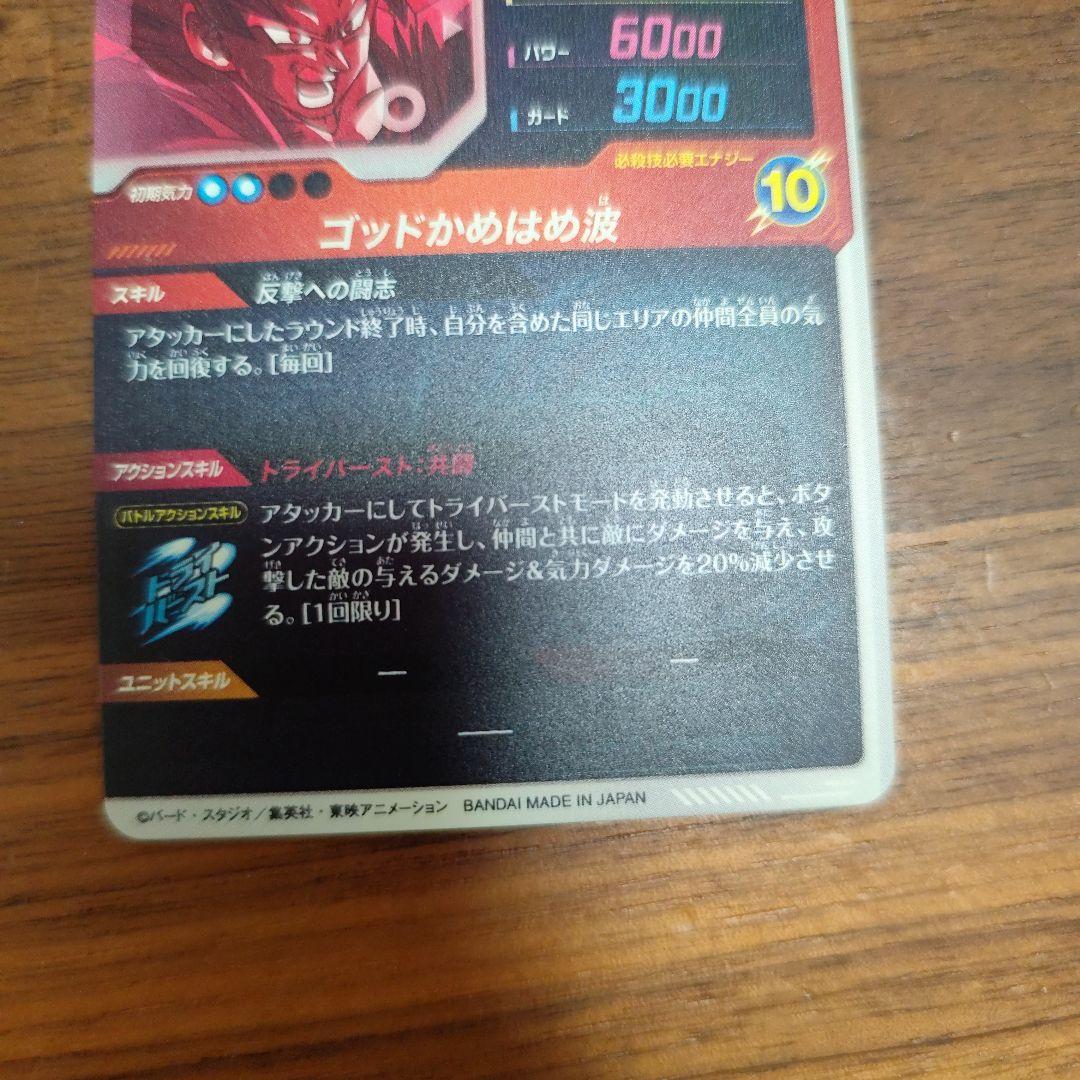 パワー 6000
ガード 3000
必殺技必要エナジー
10
初期気力
ゴッドかめはめ波
は
スキル 反撃への闘志
アタッカーにしたラウンド終了時、自分を含めた同じエリアの仲間全員の気
力を回復する。[毎回]
アクションスキル トライバースト:共闘
バトルアクションスキル
トライ
バースト
アタッカーにしてトライバーストモードを発動させると、ボタ
ンアクションが発生し、仲間と共に敵にダメージを与え、攻
撃した敵の与えるダメージ&気力ダメージを20%減少させ
る。[1回限り]
ユニットスキル
©バード・スタジオ/集英社・東映アニメーション BANDAI MADE IN JAPAN